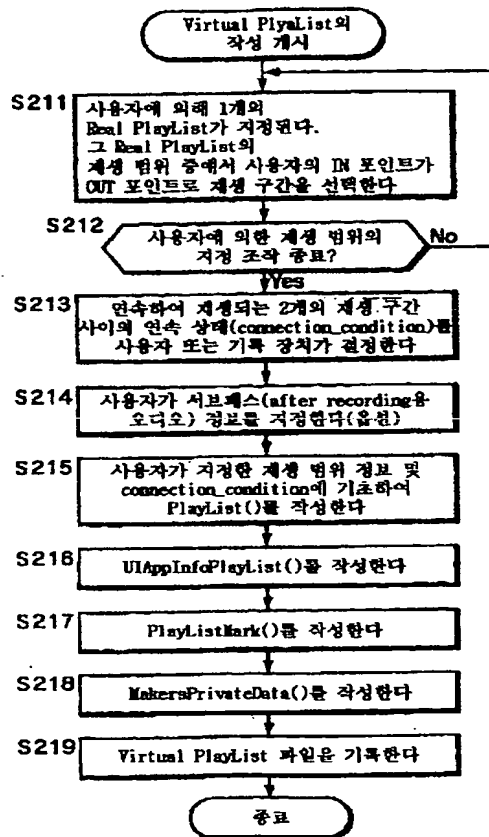 Virtual PlyaList의
작성 개시
S211
사용자에 의해 1개의
Real PlayList가 지정된다.
그 Real PlayList의
재생 범위 중에서 사용자의 IN 포인트가
OUT 포인트로 재생 구간을 선택한다
S212
사용자에 의한 재생 범위의
지정 조작 종료?
No
Yes
S213
연속하여 재생되는 2개의 재생 구간
사이의 연속 상태(connection_condition)를
사용자 또는 기록 장치가 결정한다
S214
사용자가 서브패스(after recording용
오디오) 정보를 지정한다(옵션)
S215
사용자가 지정한 재생 범위 정보 및
connection_condition에 기초하여
PlayList()를 작성한다
S216
UIAppInfoPlayList()를 작성한다
S217
PlayListMark()를 작성한다
S218
MakersPrivateData()를 작성한다
S219
Virtual PlayList 파일을 기록한다
종료